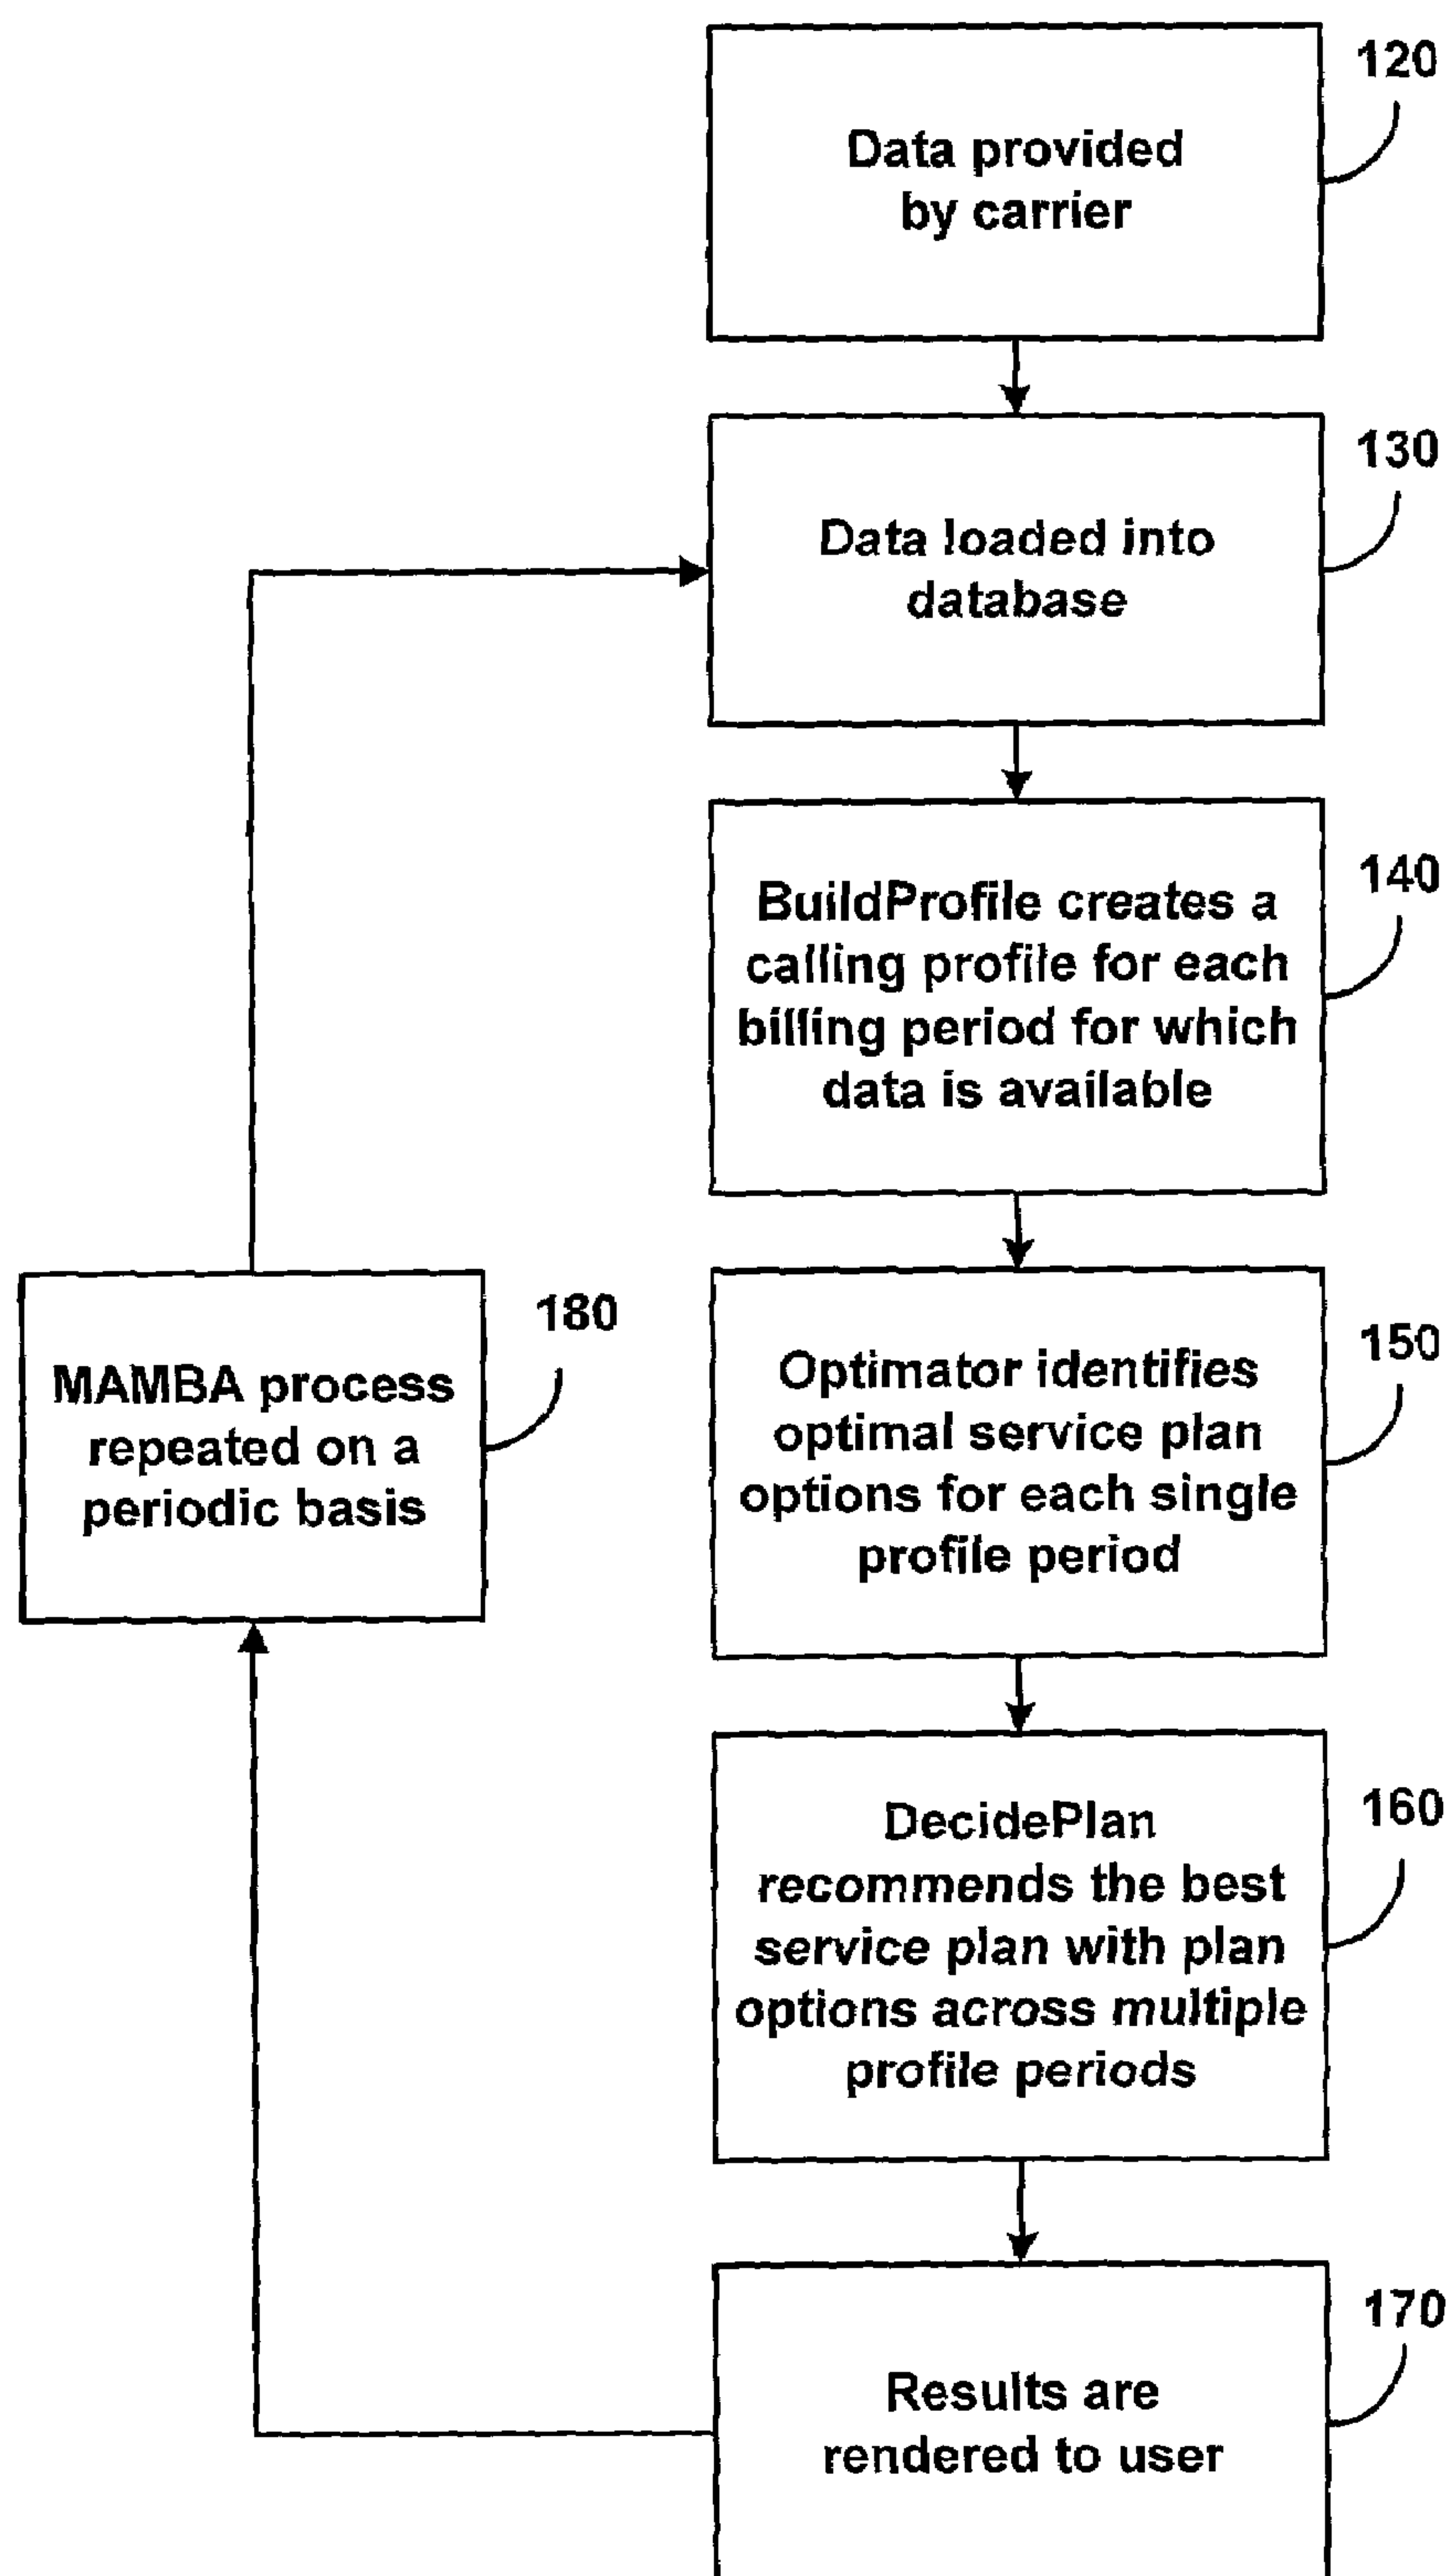 120
Data provided
by carrier
130
Data loaded into
database
140
BuildProfile creates a
calling profile for each
billing period for which
data is available
180
MAMBA process
repeated on a
periodic basis
150
Optimator identifies
optimal service plan
options for each single
profile period
160
DecidePlan
recommends the best
service plan with plan
options across multiple
profile periods
170
Results are
rendered to user